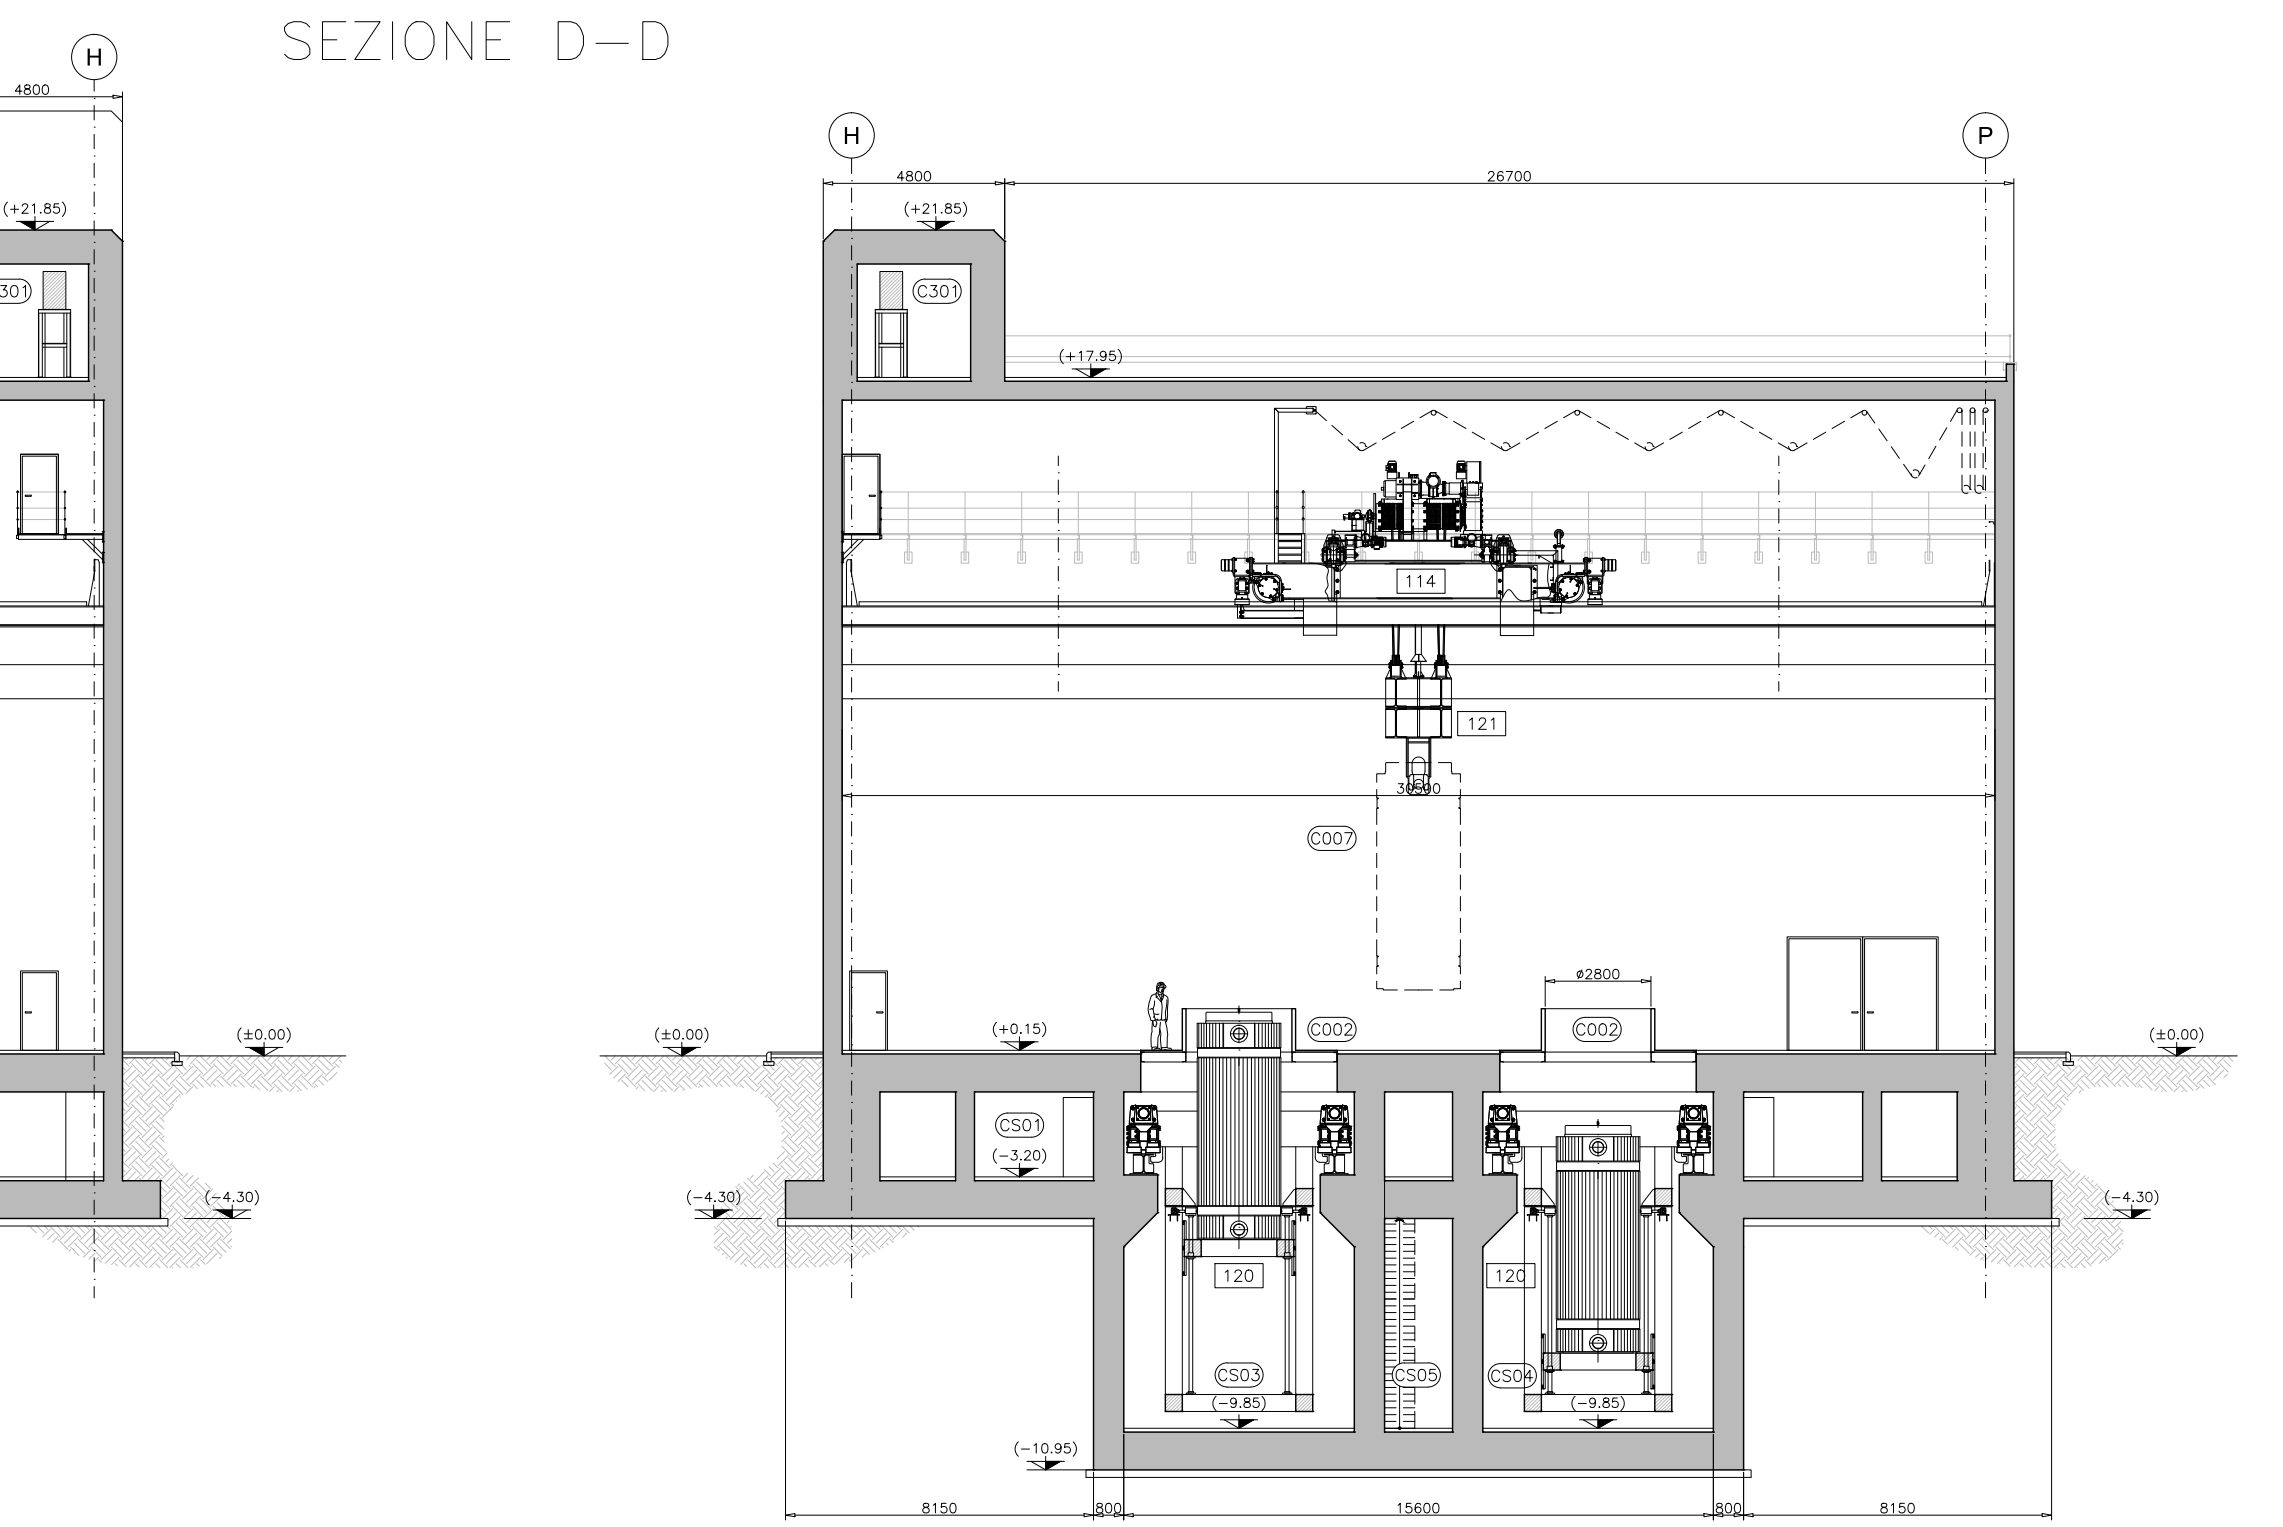 SEZIONE D–D
H
4800
H
P
4800
26700
(+21.85)
(+21.85)
301
C301
(+17.95)
114
121
30500
C007
ø2800
C002
C002
(±0.00)
(±0.00)
(+0.15)
(±0.00)
CS01
(−3.20)
(−4.30)
(−4.30)
(−4.30)
120
120
CS03
CS05
CS04
(−9.85)
(−9.85)
(−10.95)
8150
800
15600
800
8150